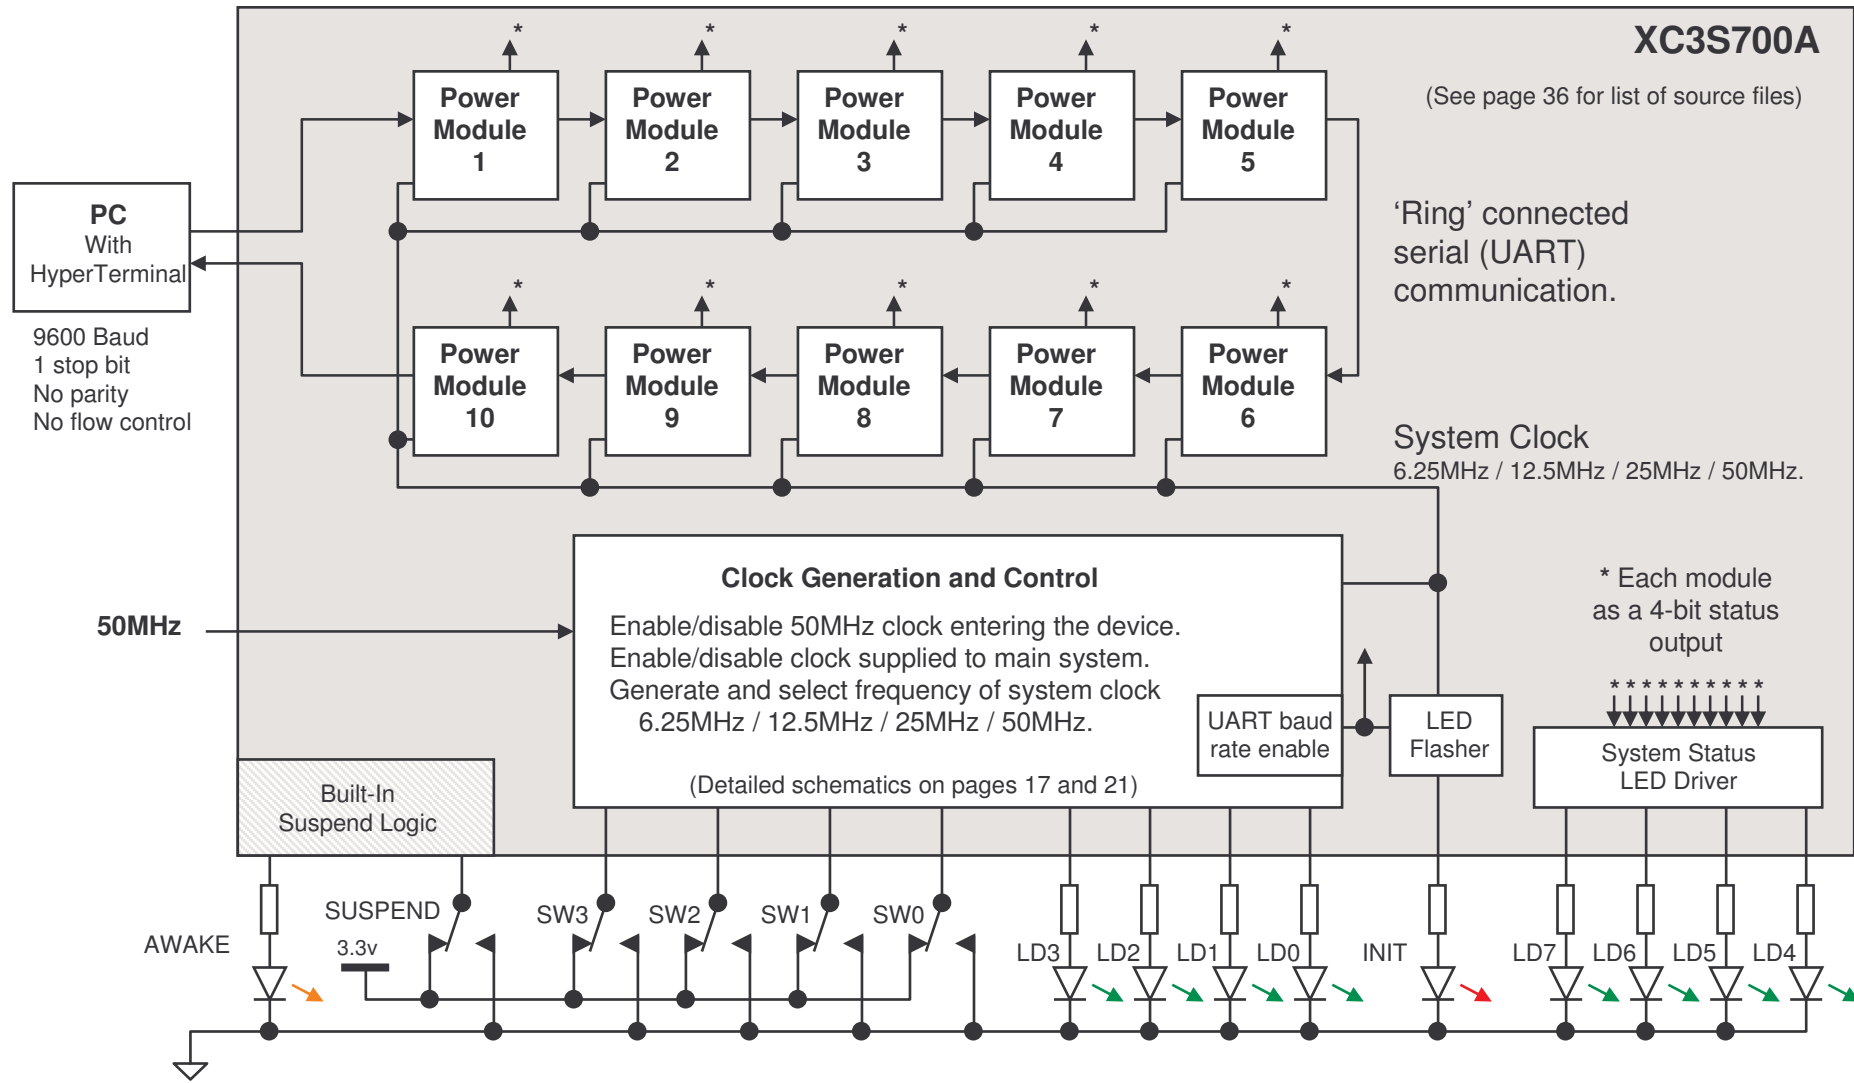 XC3S700A
(See page 36 for list of source files)
* * * * *
Power
Module
1
Power
Module
2
Power
Module
3
Power
Module
4
Power
Module
5
PC
With
HyperTerminal
9600 Baud
1 stop bit
No parity
No flow control
'Ring' connected
serial (UART)
communication.
* * * * *
Power
Module
10
Power
Module
9
Power
Module
8
Power
Module
7
Power
Module
6
System Clock
6.25MHz / 12.5MHz / 25MHz / 50MHz.
50MHz
Clock Generation and Control
Enable/disable 50MHz clock entering the device.
Enable/disable clock supplied to main system.
Generate and select frequency of system clock
6.25MHz / 12.5MHz / 25MHz / 50MHz.
(Detailed schematics on pages 17 and 21)
UART baud
rate enable
LED
Flasher
* Each module
as a 4-bit status
output
* * * * * * * * * *
System Status
LED Driver
Built-In
Suspend Logic
AWAKE
SUSPEND
3.3v
SW3
SW2
SW1
SW0
LD3
LD2
LD1
LD0
INIT
LD7
LD6
LD5
LD4